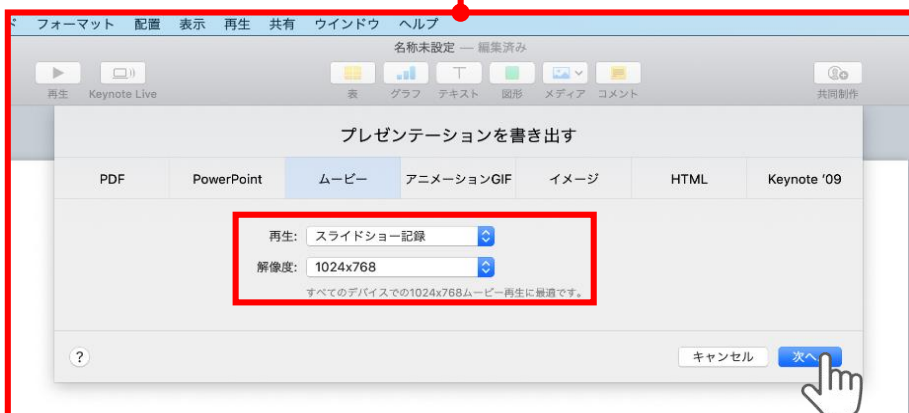 フォーマット 配置 表示 再生 共有 ウインドウ ヘルプ
名称未設定 — 編集済み
再生 Keynote Live 表 グラフ テキスト 図形 メディア コメント 共同制作
プレゼンテーションを書き出す
PDF PowerPoint ムービー アニメーションGIF イメージ HTML Keynote '09
再生: スライドショー記録
解像度: 1024x768
すべてのデバイスでの1024x768ムービー再生に最適です。
? キャンセル 次へ